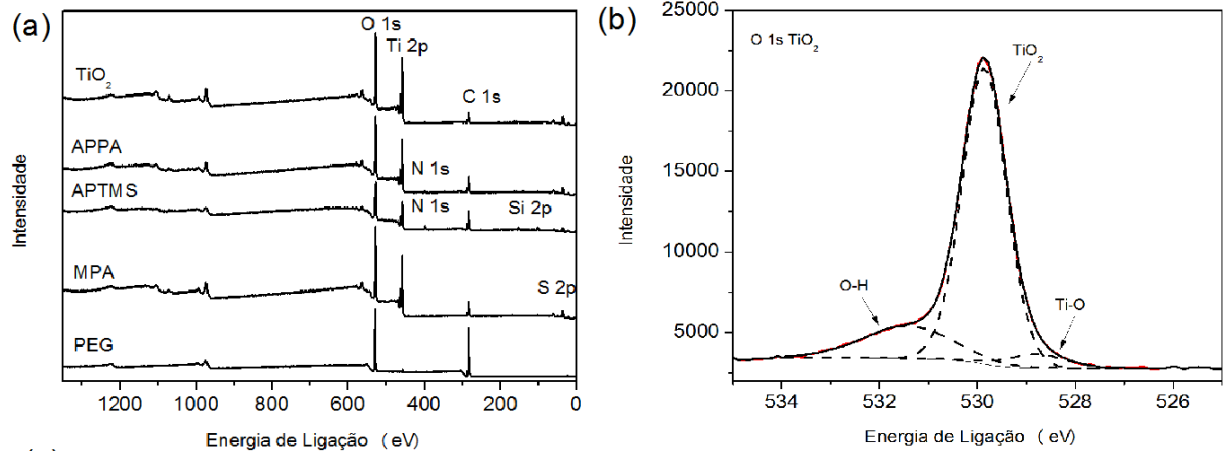 (a)
O 1s
Ti 2p
C 1s
TiO2
APPA
N 1s
APTMS
N 1s
Si 2p
MPA
S 2p
PEG
Intensidade
1200 1000 800 600 400 200 0
Energia de Ligação (eV)
(b)
O 1s TiO2
TiO2
O-H
Ti-O
25000
20000
15000
10000
5000
Intensidade
534 532 530 528 526
Energia de Ligação (eV)